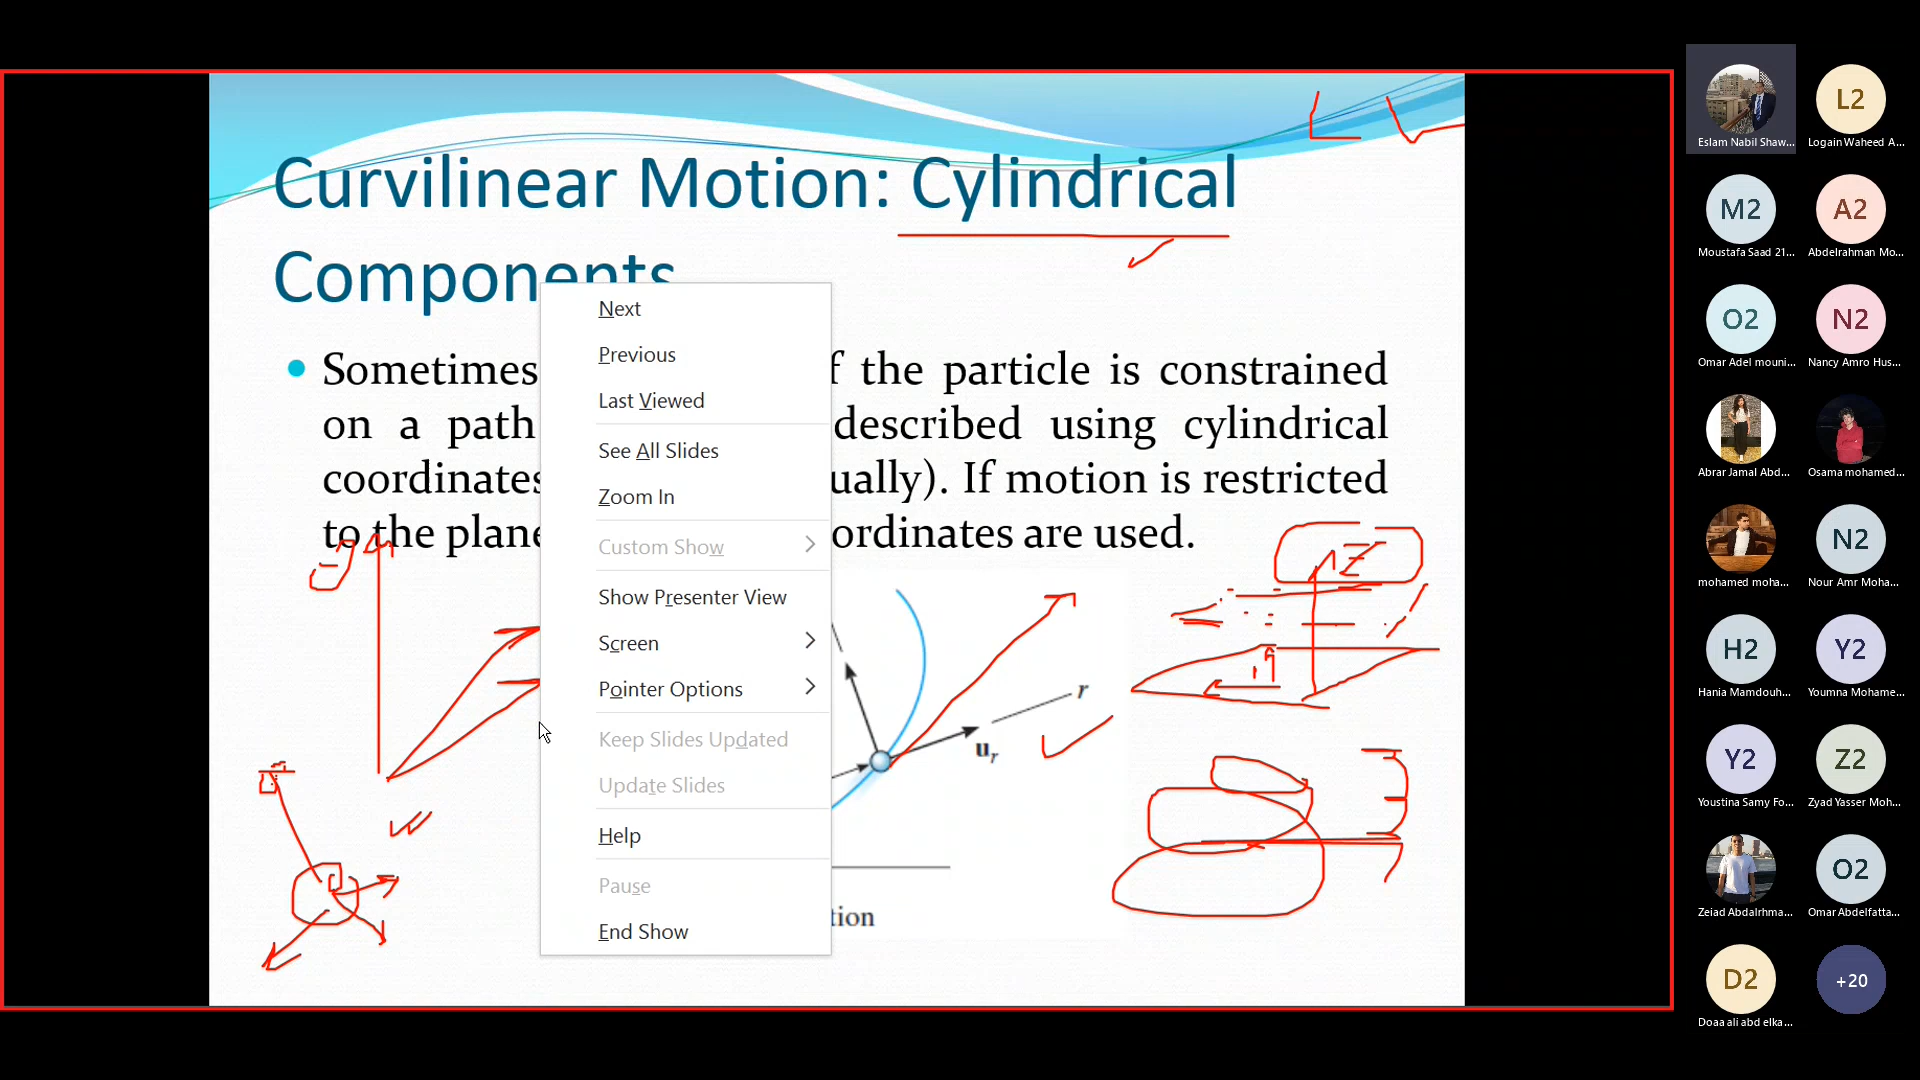 Curvilinear Motion: Cylindrical
Components
Sometimes f the particle is constrained
on a path described using cylindrical
coordinates ually). If motion is restricted
to the plane ordinates are used.
Next
Previous
Last Viewed
See All Slides
Zoom In
Custom Show
Show Presenter View
Screen
Pointer Options
Keep Slides Updated
Update Slides
Help
Pause
End Show
r
u_r
tion
Z
Eslam Nabil Shaw...
L2
Logain Waheed A...
M2
Moustafa Saad 21...
A2
Abdelrahman Mo...
O2
Omar Adel mouni...
N2
Nancy Amro Hus...
Abrar Jamal Abd...
Osama mohamed...
mohamed moha...
N2
Nour Amr Moha...
H2
Hania Mamdouh...
Y2
Youmna Mohame...
Y2
Youstina Samy Fo...
Z2
Zyad Yasser Moh...
Zeiad Abdalrhma...
O2
Omar Abdelfatta...
D2
Doaa ali abd elka...
+20